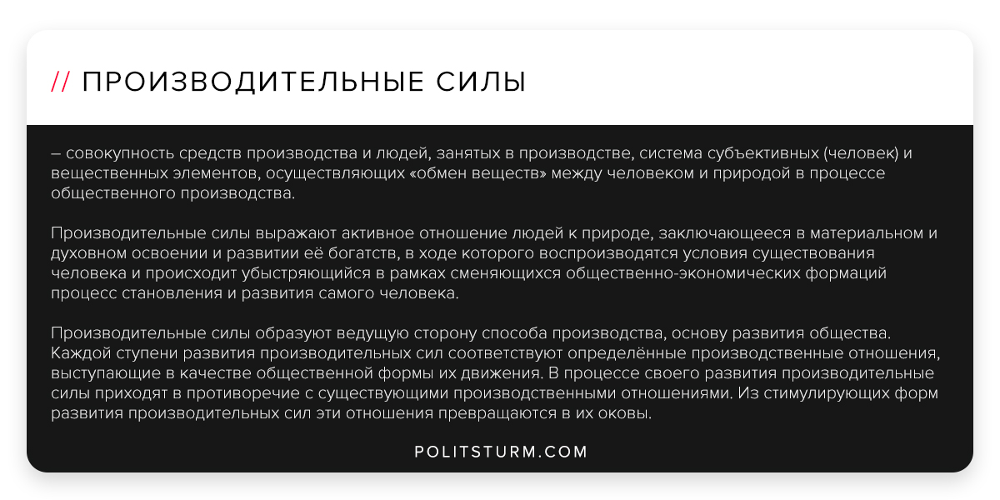 // ПРОИЗВОДИТЕЛЬНЫЕ СИЛЫ
– совокупность средств производства и людей, занятых в производстве, система субъективных (человек) и
вещественных элементов, осуществляющих «обмен веществ» между человеком и природой в процессе
общественного производства.
Производительные силы выражают активное отношение людей к природе, заключающееся в материальном и
духовном освоении и развитии её богатств, в ходе которого воспроизводятся условия существования
человека и происходит убыстряющийся в рамках сменяющихся общественно-экономических формаций
процесс становления и развития самого человека.
Производительные силы образуют ведущую сторону способа производства, основу развития общества.
Каждой ступени развития производительных сил соответствуют определённые производственные отношения,
выступающие в качестве общественной формы их движения. В процессе своего развития производительные
силы приходят в противоречие с существующими производственными отношениями. Из стимулирующих форм
развития производительных сил эти отношения превращаются в их оковы.
POLITSTURM.COM